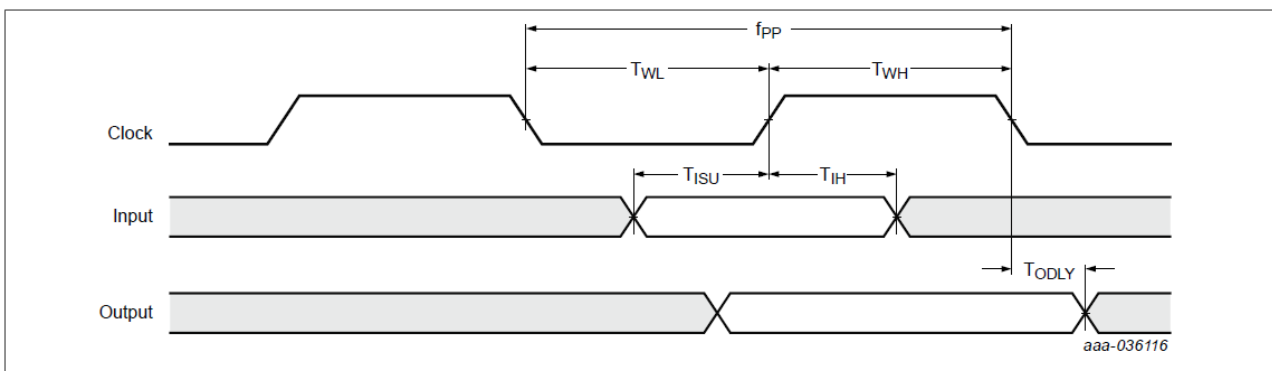 fPP
TWL
TWH
Clock
TISU
TIH
Input
TODLY
Output
aaa-036116